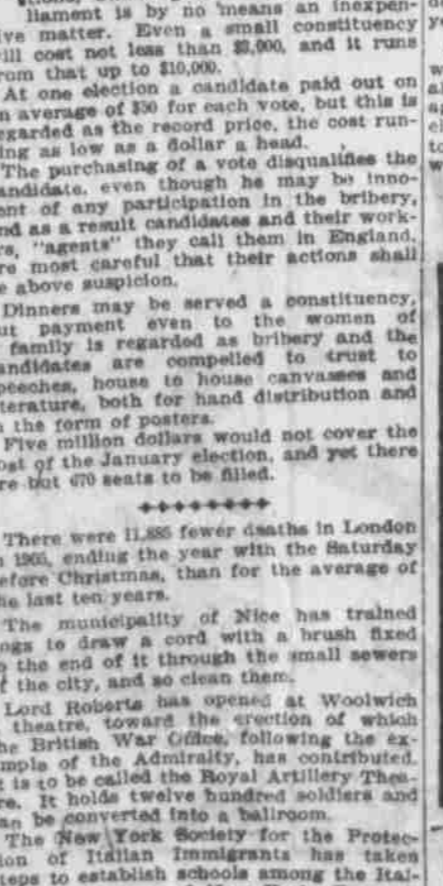 liament is by no means an inexpen-
ive matter. Even a small constituency
ill cost not less than $3,000, and it runs
rom that up to $10,000.
At one election a candidate paid out on
n average of $50 for each vote, but this is
egarded as the record price, the cost run-
ing as low as a dollar a head.
The purchasing of a vote disqualifies the
andidate, even though he may be inno-
ent of any participation in the bribery,
nd as a result candidates and their work-
rs, "agents" they call them in England,
re most careful that their actions shall
e above suspicion.
Dinners may be served a constituency,
ut payment even to the women of
family is regarded as bribery and the
andidates are compelled to trust to
peeches, house to house canvasses and
iterature, both for hand distribution and
n the form of posters.
Five million dollars would not cover the
ost of the January election, and yet there
re but 670 seats to be filled.
There were 11,885 fewer deaths in London
n 1905, ending the year with the Saturday
efore Christmas, than for the average of
he last ten years.
The municipality of Nice has trained
ogs to draw a cord with a brush fixed
o the end of it through the small sewers
f the city, and so clean them.
Lord Roberts has opened at Woolwich
theatre, toward the erection of which
he British War Office, following the ex-
mple of the Admiralty, has contributed.
t is to be called the Royal Artillery Thea-
re. It holds twelve hundred soldiers and
an be converted into a ballroom.
The New York Society for the Protec-
ion of Italian Immigrants has taken
teps to establish schools among the Ital-